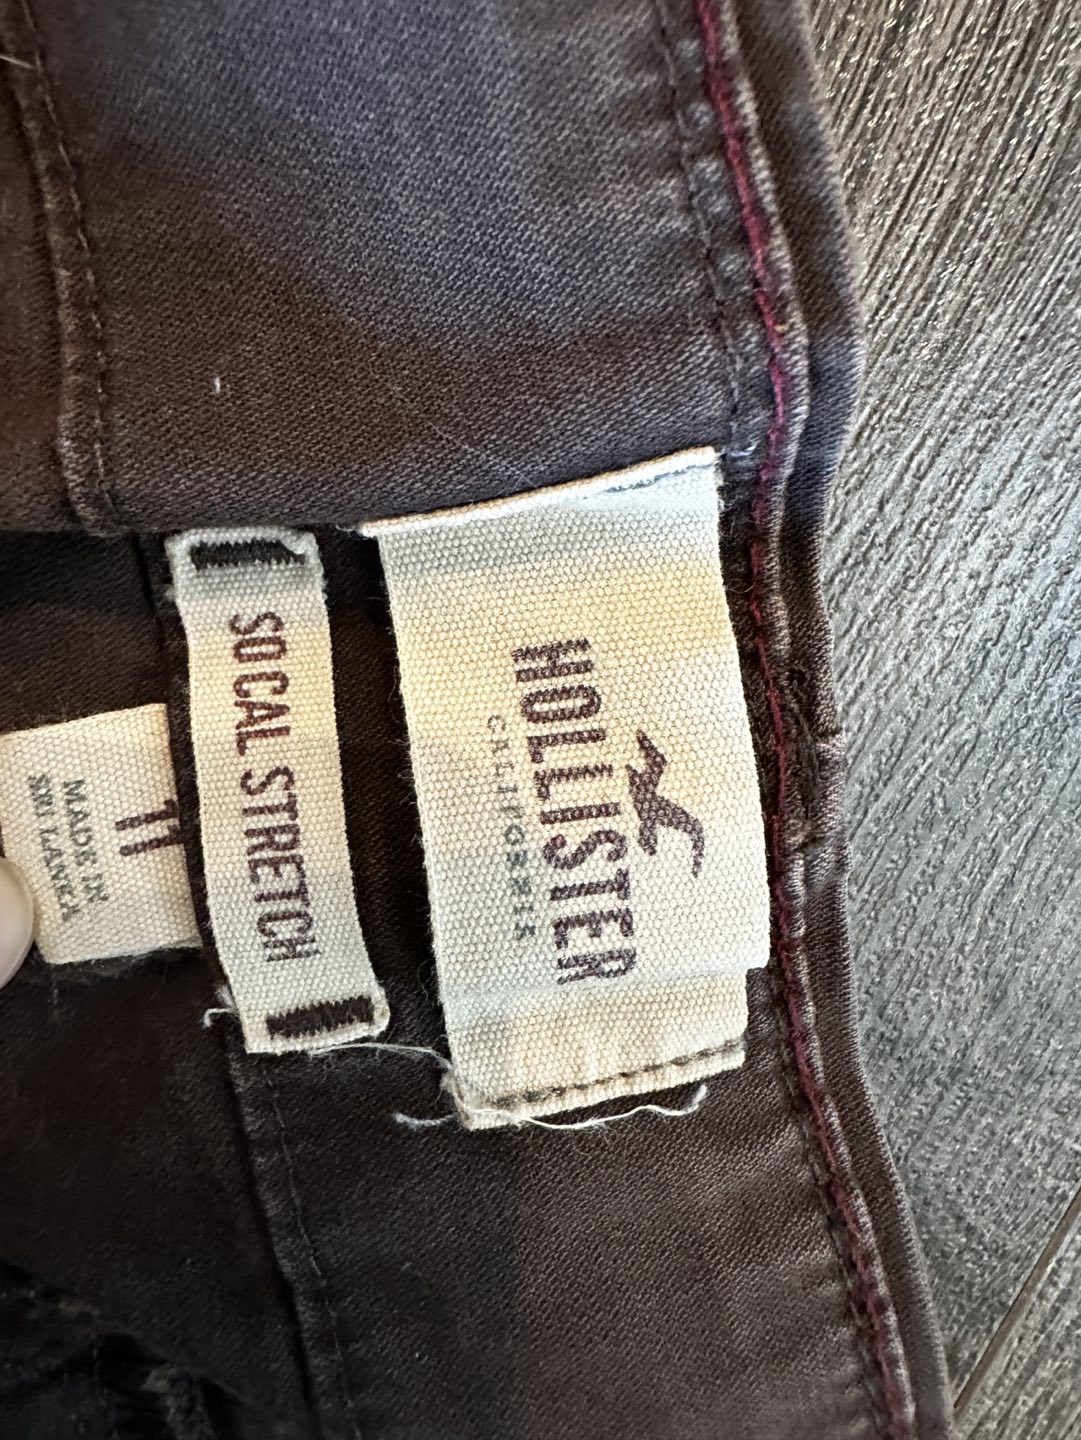 HOLLISTER
CALIFORNIA
SO CAL STRETCH
11
MADE IN
SRI LANKA